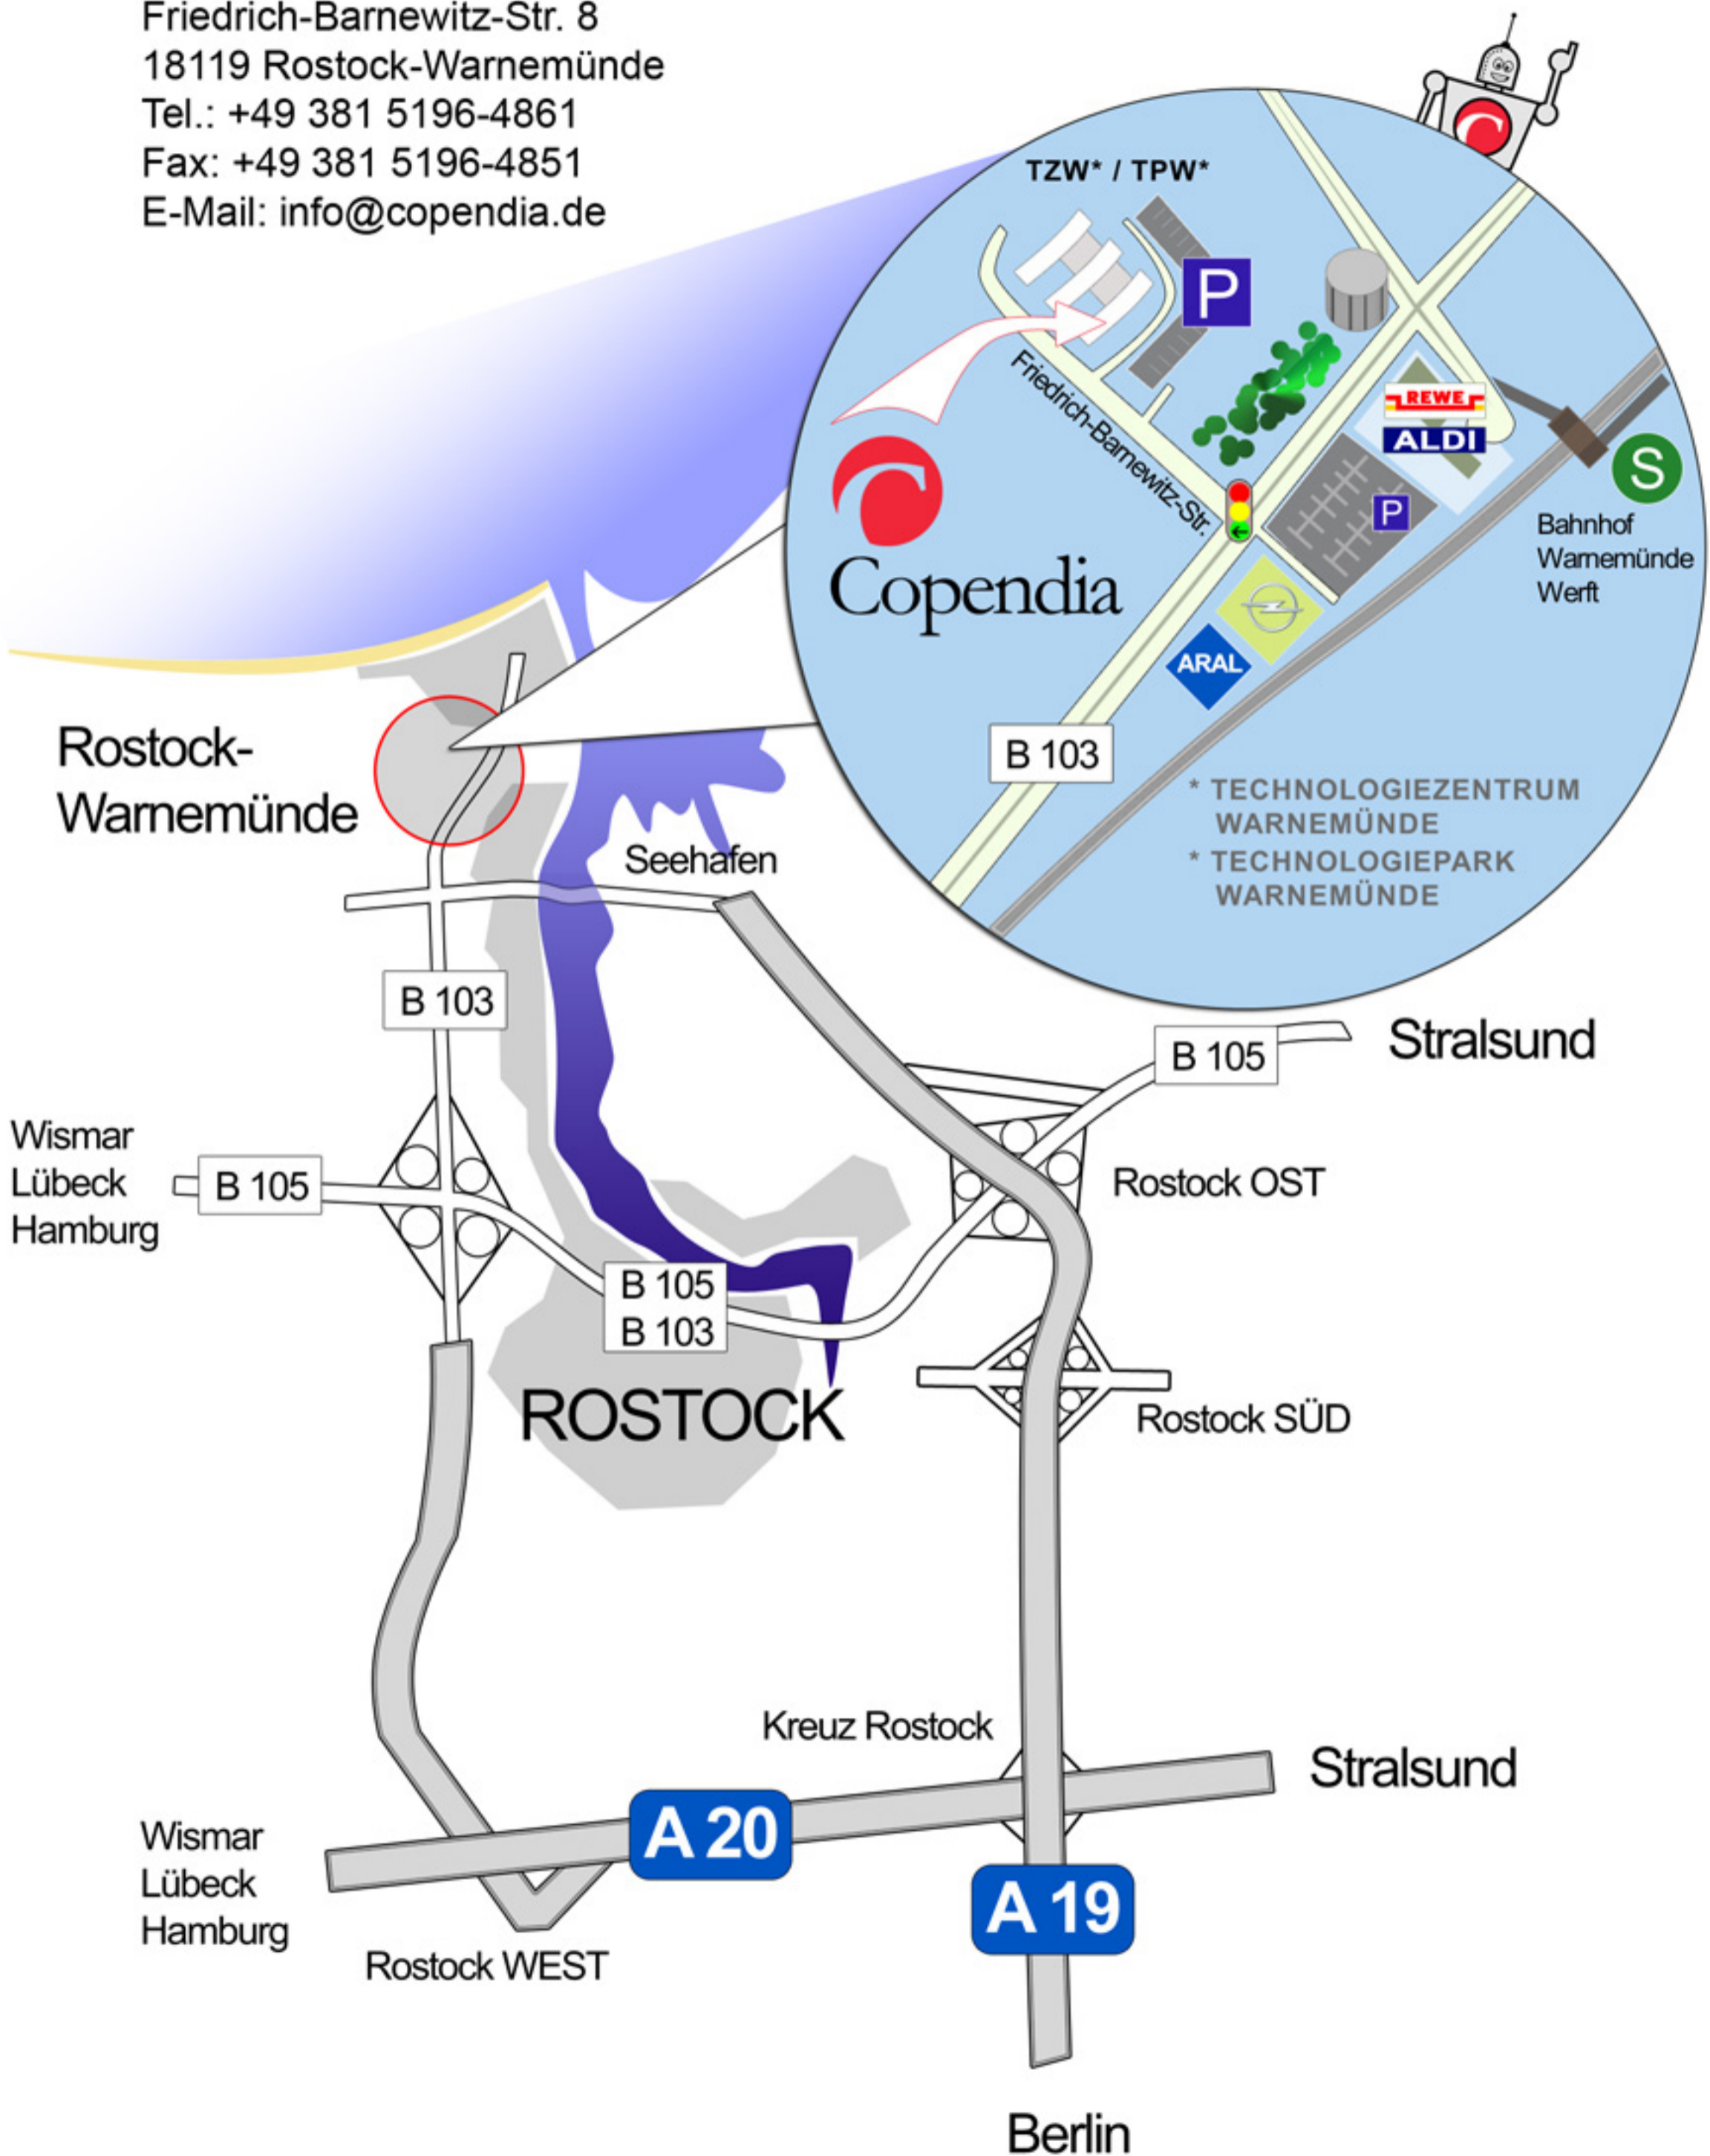 Friedrich-Barnewitz-Str. 8
18119 Rostock-Warnemünde
Tel.: +49 381 5196-4861
Fax: +49 381 5196-4851
E-Mail: info@copendia.de
TZW* / TPW*
P
Friedrich-Barnewitz-Str.
REWE
ALDI
P
S
Bahnhof
Warnemünde
Werft
Copendia
ARAL
B 103
* TECHNOLOGIEZENTRUM
WARNEMÜNDE
* TECHNOLOGIEPARK
WARNEMÜNDE
Rostock-
Warnemünde
Seehafen
B 103
B 105
Stralsund
Wismar
Lübeck
Hamburg
B 105
Rostock OST
B 105
B 103
ROSTOCK
Rostock SÜD
Kreuz Rostock
Stralsund
A 20
Wismar
Lübeck
Hamburg
A 19
Rostock WEST
Berlin